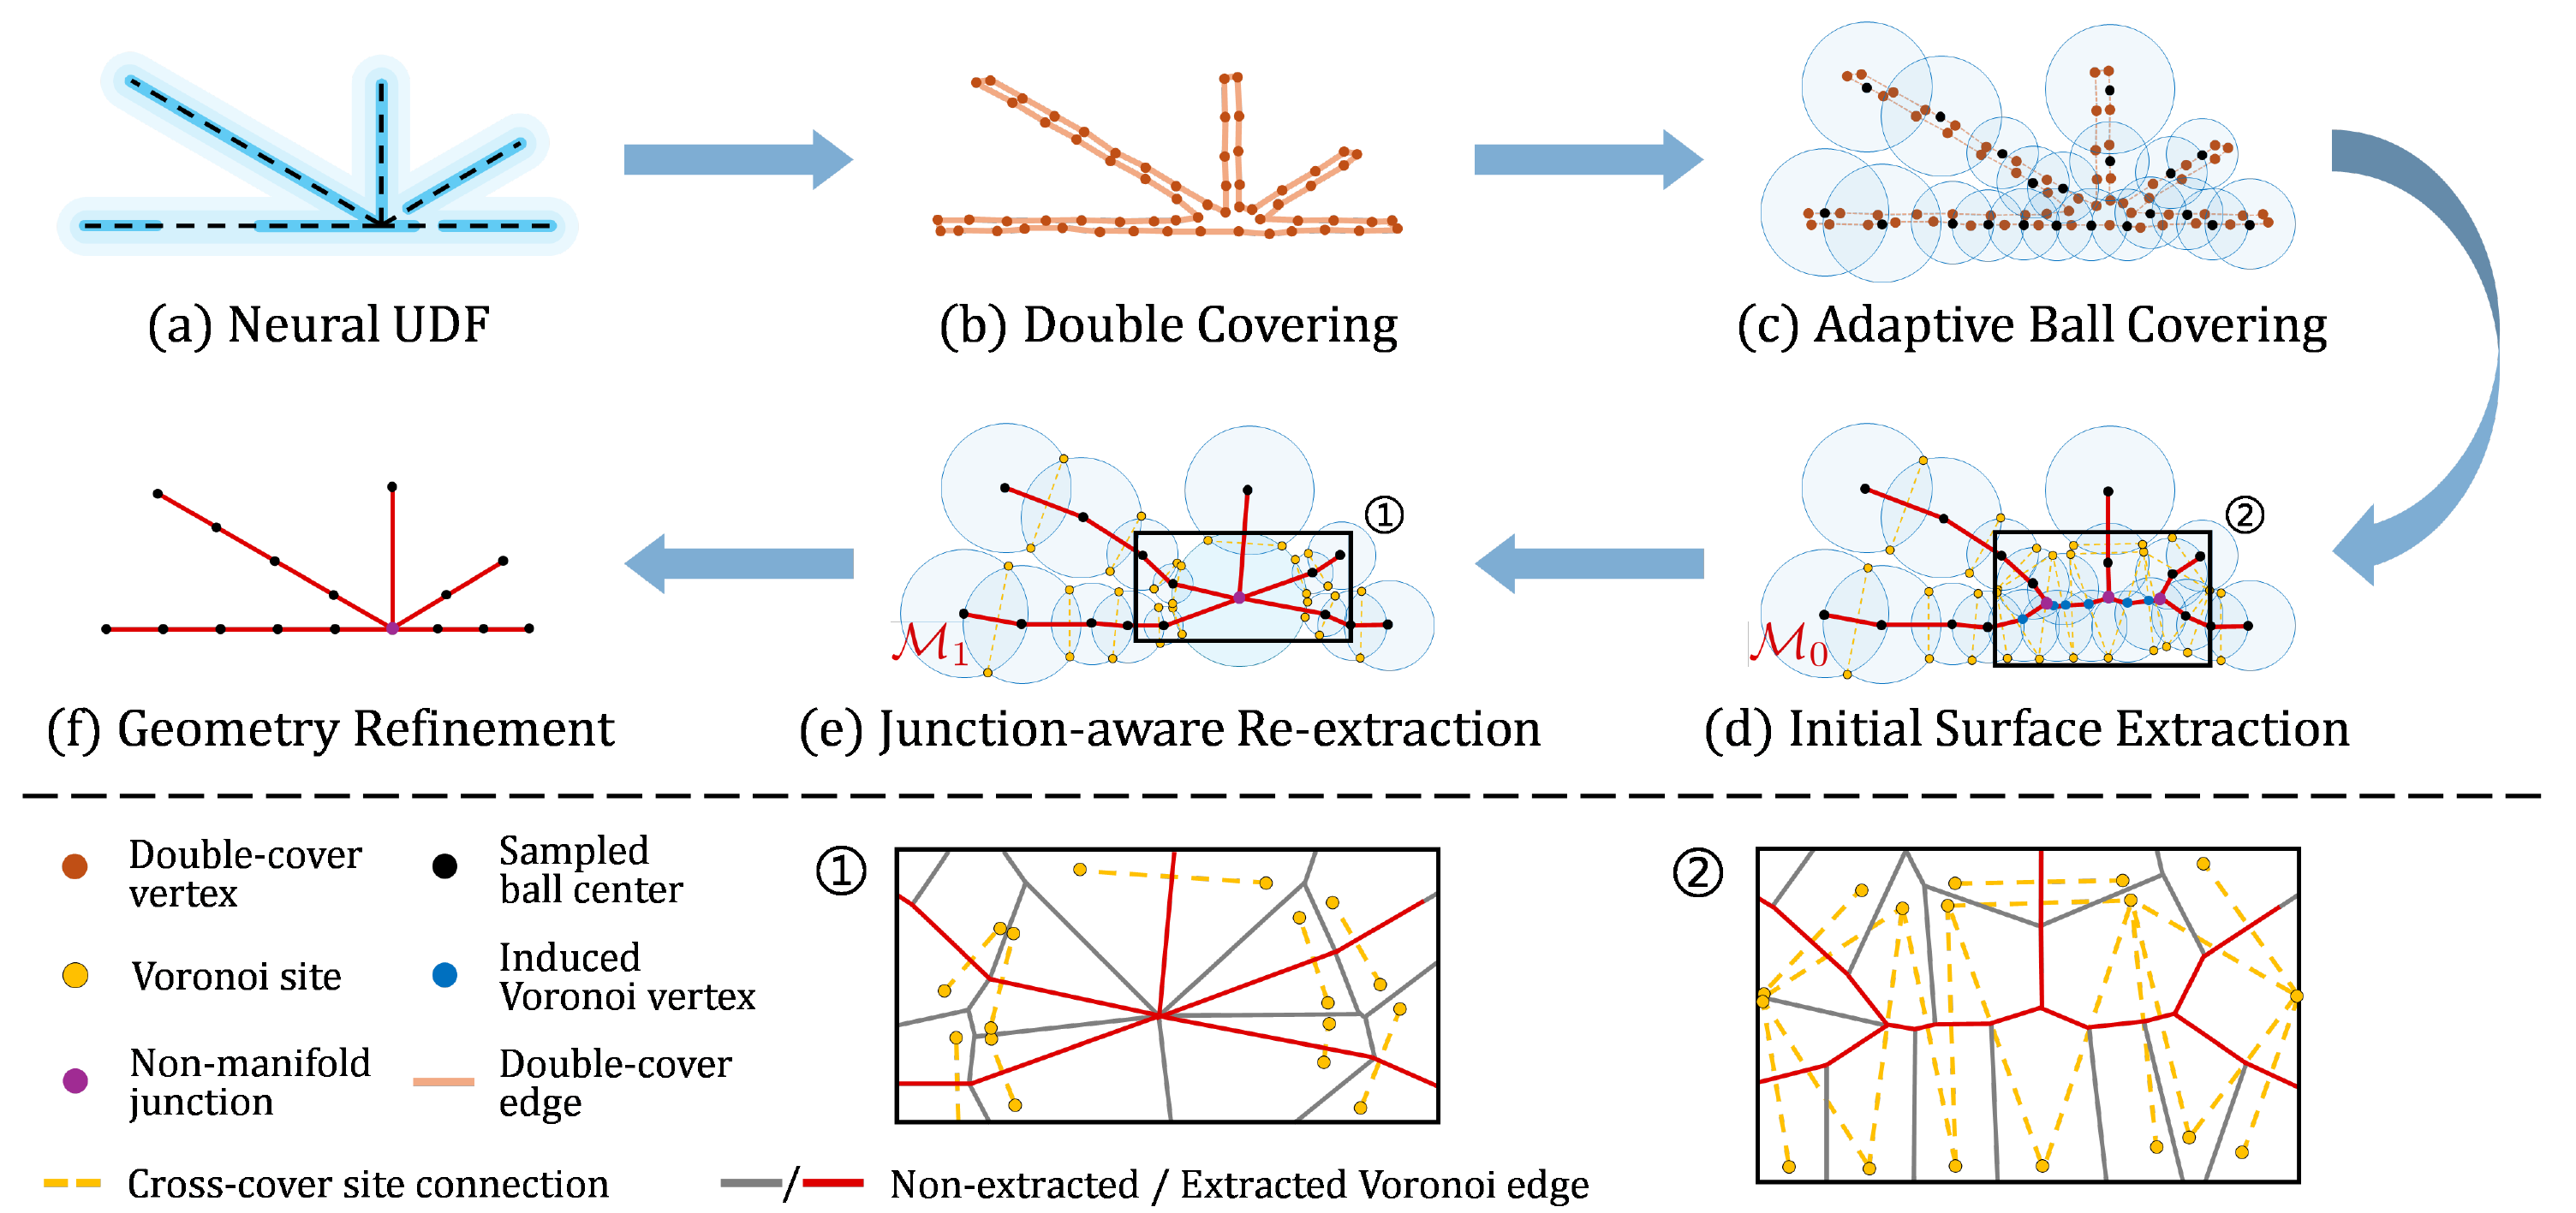 (a) Neural UDF
(b) Double Covering
(c) Adaptive Ball Covering
①
②
ℳ₁
ℳ₀
(f) Geometry Refinement
(e) Junction-aware Re-extraction
(d) Initial Surface Extraction
Double-cover
vertex
Sampled
ball center
Voronoi site
Induced
Voronoi vertex
Non-manifold
junction
Double-cover
edge
Cross-cover site connection
/
Non-extracted / Extracted Voronoi edge
①
②